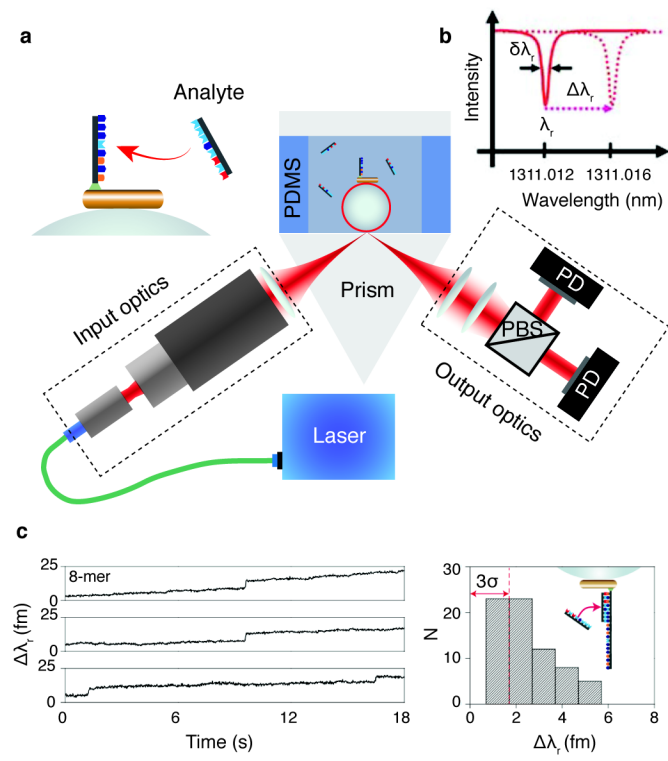 a
Analyte
PDMS
Prism
Input optics
Laser
PBS
PD
PD
Output optics
b
Intensity
δλr
Δλr
λr
1311.012 1311.016
Wavelength (nm)
c
8-mer
25
0
25
0
25
0
Δλr (fm)
0 6 12 18
Time (s)
3σ
30
20
10
0
N
0 2 4 6 8
Δλr (fm)